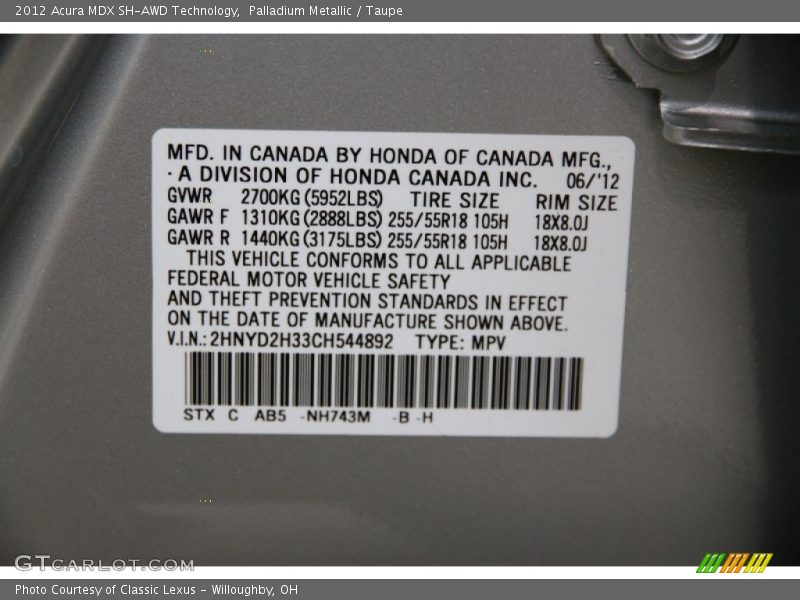 2012 Acura MDX SH-AWD Technology,  Palladium Metallic / Taupe
MFD. IN CANADA BY HONDA OF CANADA MFG.,
· A DIVISION OF HONDA CANADA INC. 06/'12
GVWR 2700KG (5952LBS) TIRE SIZE RIM SIZE
GAWR F 1310KG (2888LBS) 255/55R18 105H 18X8.0J
GAWR R 1440KG (3175LBS) 255/55R18 105H 18X8.0J
THIS VEHICLE CONFORMS TO ALL APPLICABLE
FEDERAL MOTOR VEHICLE SAFETY
AND THEFT PREVENTION STANDARDS IN EFFECT
ON THE DATE OF MANUFACTURE SHOWN ABOVE.
V.I.N.: 2HNYD2H33CH544892 TYPE: MPV
STX C AB5 -NH743M -B -H
GTCARLOT.COM
Photo Courtesy of Classic Lexus - Willoughby, OH